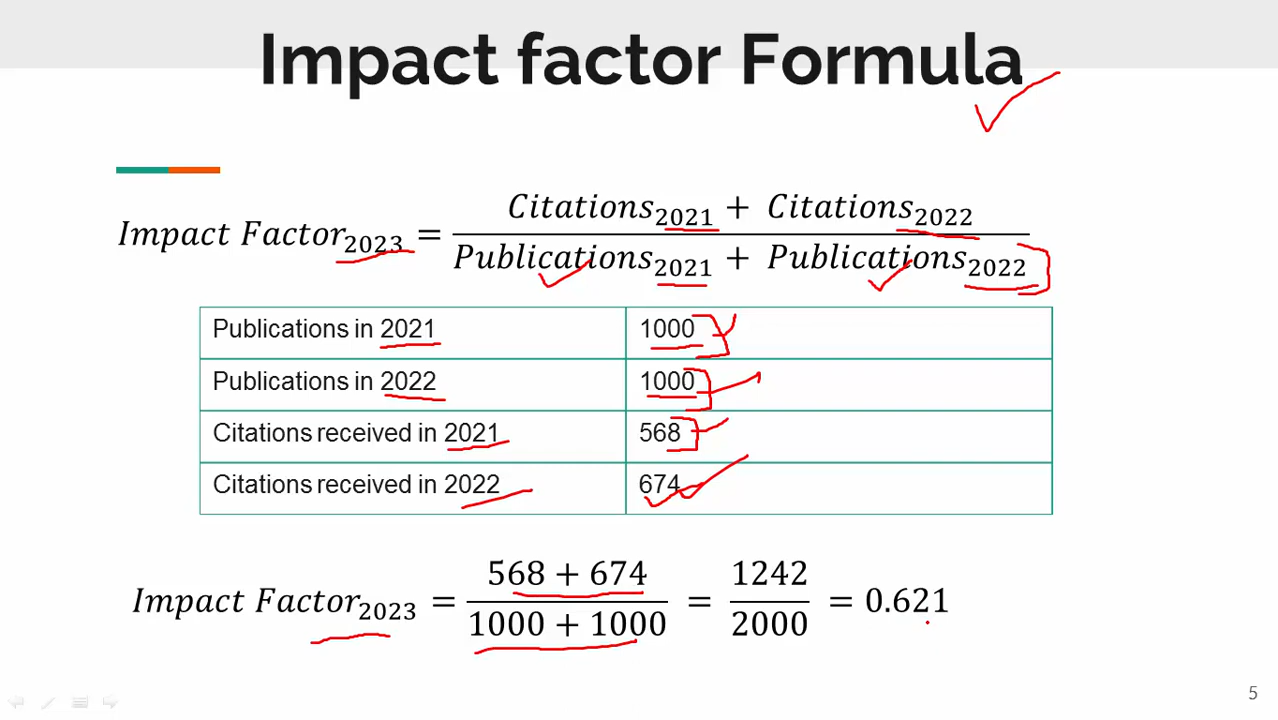 Impact factor Formula
Impact Factor₂₀₂₃ = (Citations₂₀₂₁ + Citations₂₀₂₂) / (Publications₂₀₂₁ + Publications₂₀₂₂)
Publications in 2021 1000
Publications in 2022 1000
Citations received in 2021 568
Citations received in 2022 674
Impact Factor₂₀₂₃ = (568 + 674) / (1000 + 1000) = 1242 / 2000 = 0.621
5